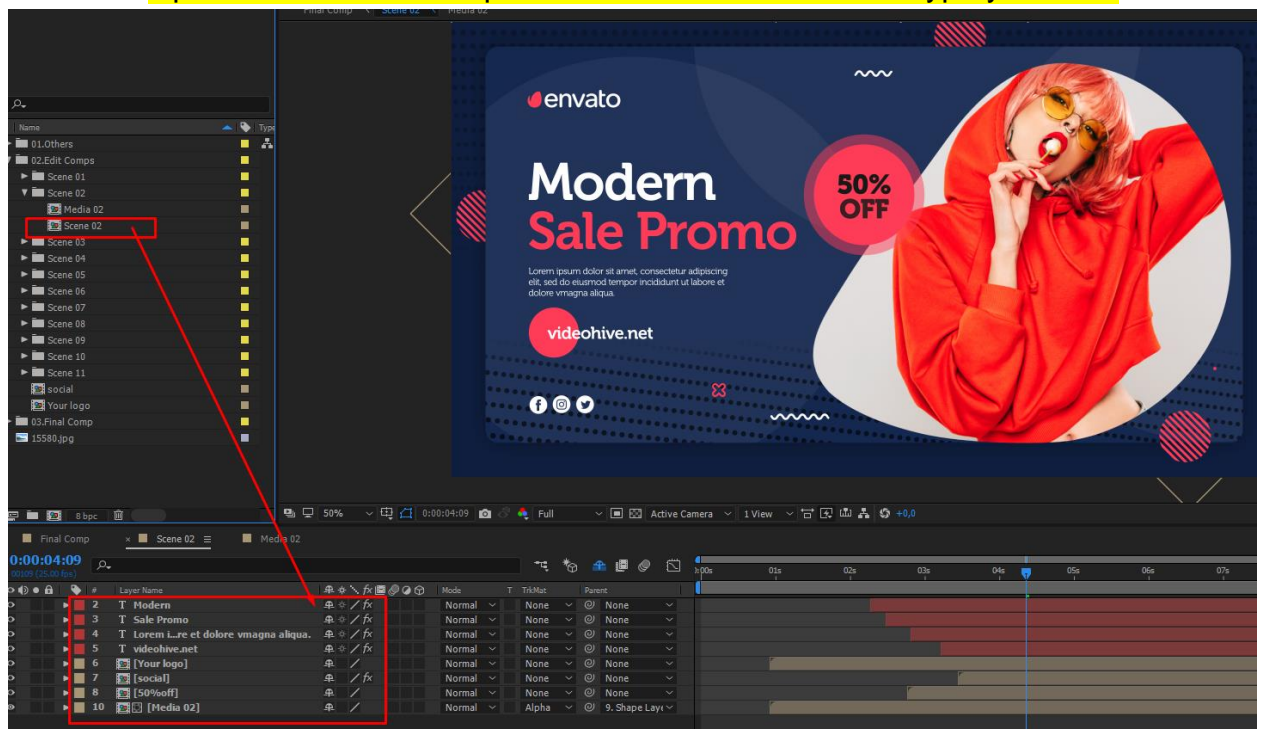 Final Comp < Scene 02 < Media 02
Name
Type
01.Others
02.Edit Comps
Scene 01
Scene 02
Media 02
Scene 02
Scene 03
Scene 04
Scene 05
Scene 06
Scene 07
Scene 08
Scene 09
Scene 10
Scene 11
social
Your logo
03.Final Comp
15580.jpg
8 bpc
envato
Modern
Sale Promo
50%
OFF
Lorem ipsum dolor sit amet, consectetur adipiscing
elit, sed do eiusmod tempor incididunt ut labore et
dolore vmagna aliqua.
videohive.net
50% 0:00:04:09 Full Active Camera 1 View +0,0
Final Comp × Scene 02 Media 02
0:00:04:09
00109 (25.00 fps)
:00s 01s 02s 03s 04s 05s 06s 07s
# Layer Name Mode T TrkMat Parent
2 T Modern Normal None None
3 T Sale Promo Normal None None
4 T Lorem i...re et dolore vmagna aliqua. Normal None None
5 T videohive.net Normal None None
6 [Your logo] Normal None None
7 [social] Normal None None
8 [50%off] Normal None None
10 [Media 02] Normal Alpha 9. Shape Laye